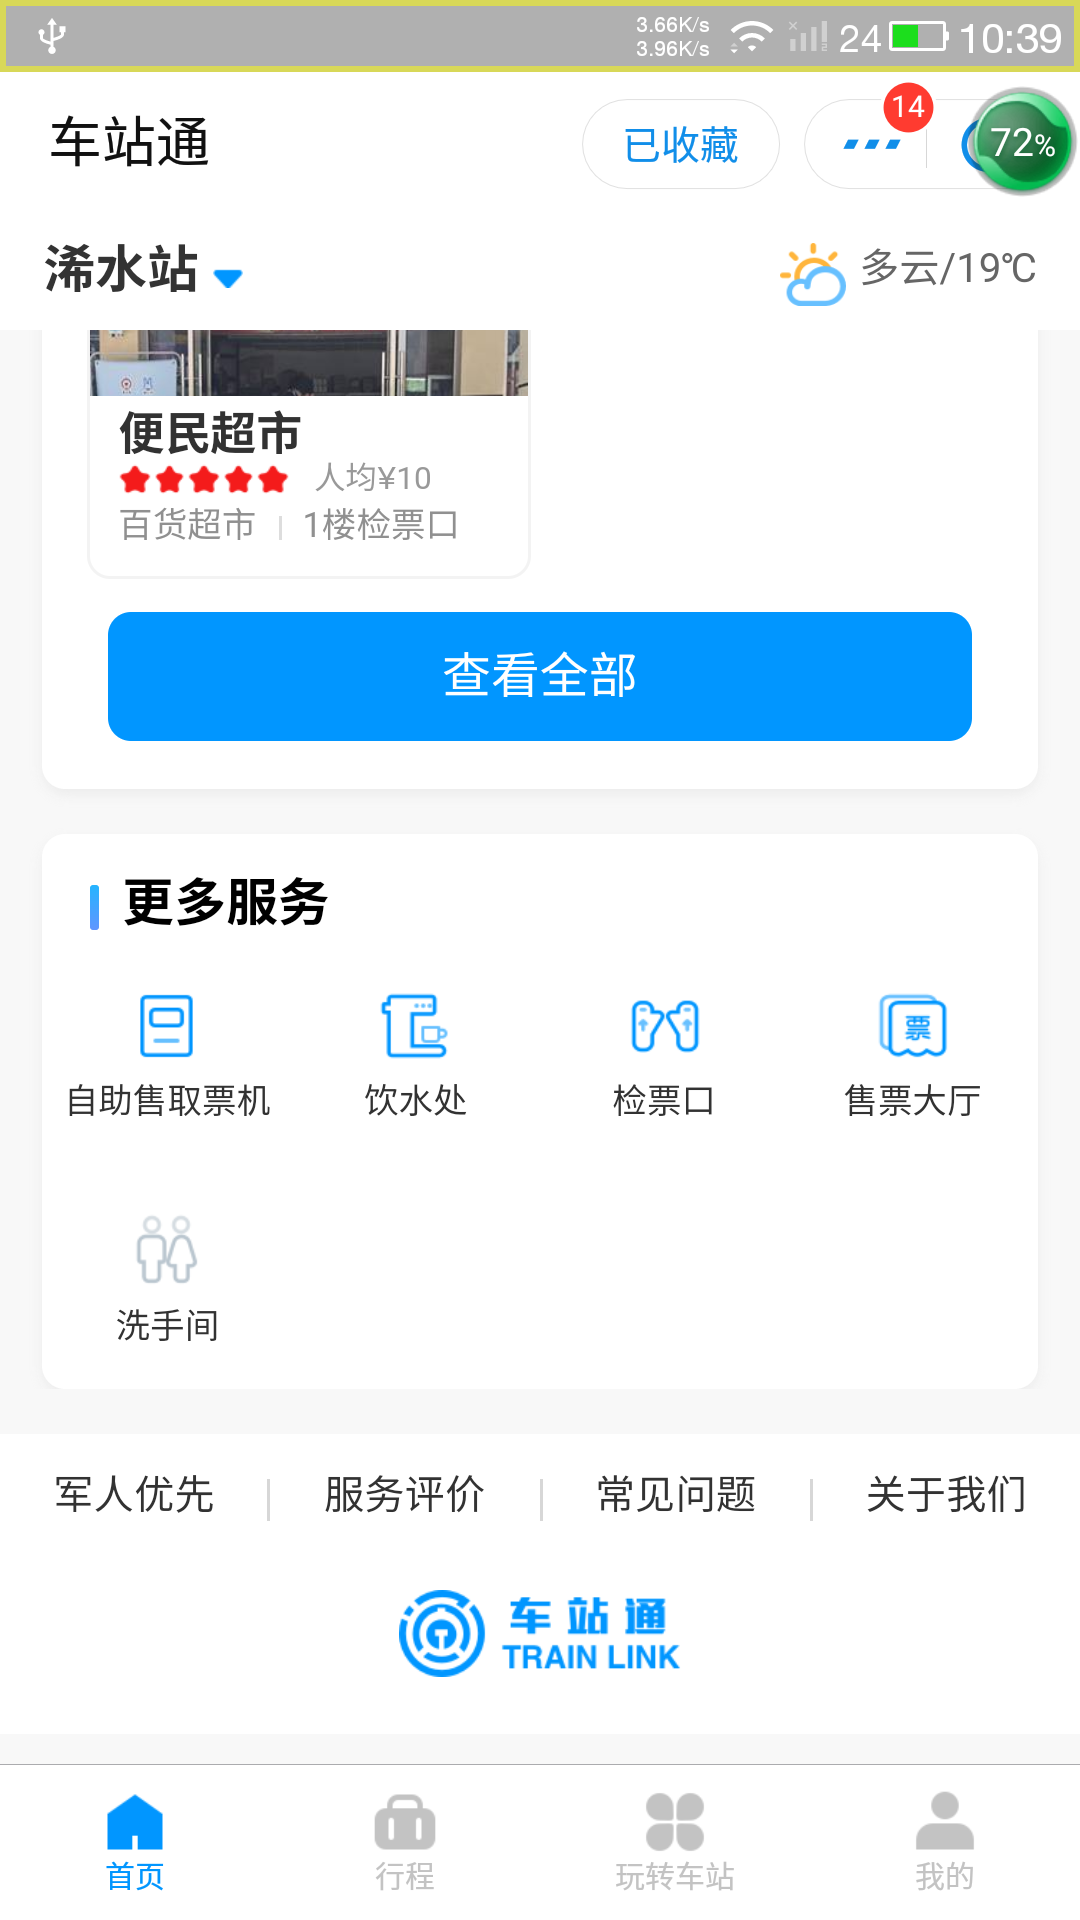 3.66K/s
3.96K/s
24
10:39
车站通
已收藏
14
72%
浠水站
多云/19℃
便民超市
人均¥10
百货超市
1楼检票口
查看全部
更多服务
自助售取票机
饮水处
检票口
票
售票大厅
洗手间
军人优先
服务评价
常见问题
关于我们
车站通
TRAIN LINK
首页
行程
玩转车站
我的